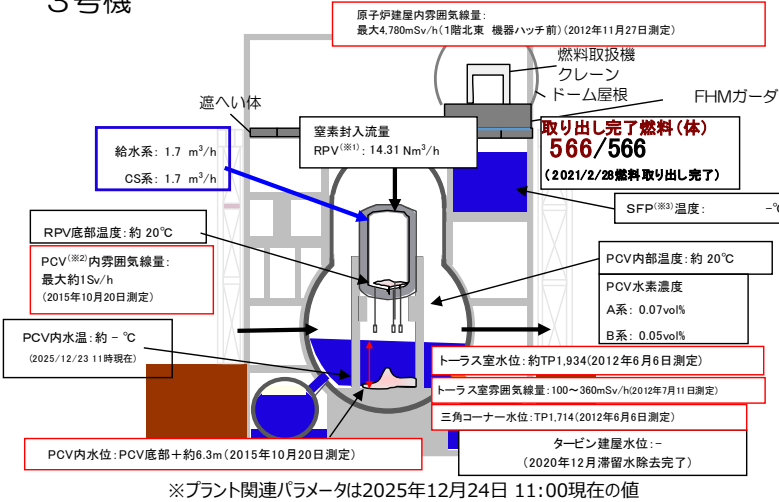 3号機
原子炉建屋内雰囲気線量:
最大4,780mSv/h(1階北東 機器ハッチ前)(2012年11月27日測定)
燃料取扱機
クレーン
ドーム屋根
FHMガーダ
遮へい体
給水系: 1.7 m³/h
CS系: 1.7 m³/h
窒素封入流量
RPV(※1): 14.31 Nm³/h
取り出し完了燃料(体)
566/566
(2021/2/28燃料取り出し完了)
SFP(※3)温度: -℃
RPV底部温度: 約 20℃
PCV(※2)内雰囲気線量:
最大約1Sv/h
(2015年10月20日測定)
PCV内部温度: 約 20℃
PCV水素濃度
A系: 0.07vol%
B系: 0.05vol%
PCV内水温: 約 - ℃
(2025/12/23 11時現在)
トーラス室水位: 約TP1,934(2012年6月6日測定)
トーラス室雰囲気線量: 100～360mSv/h(2012年7月11日測定)
三角コーナー水位: TP1,714(2012年6月6日測定)
PCV内水位: PCV底部+約6.3m(2015年10月20日測定)
タービン建屋水位: -
(2020年12月滞留水除去完了)
※プラント関連パラメータは2025年12月24日 11:00現在の値